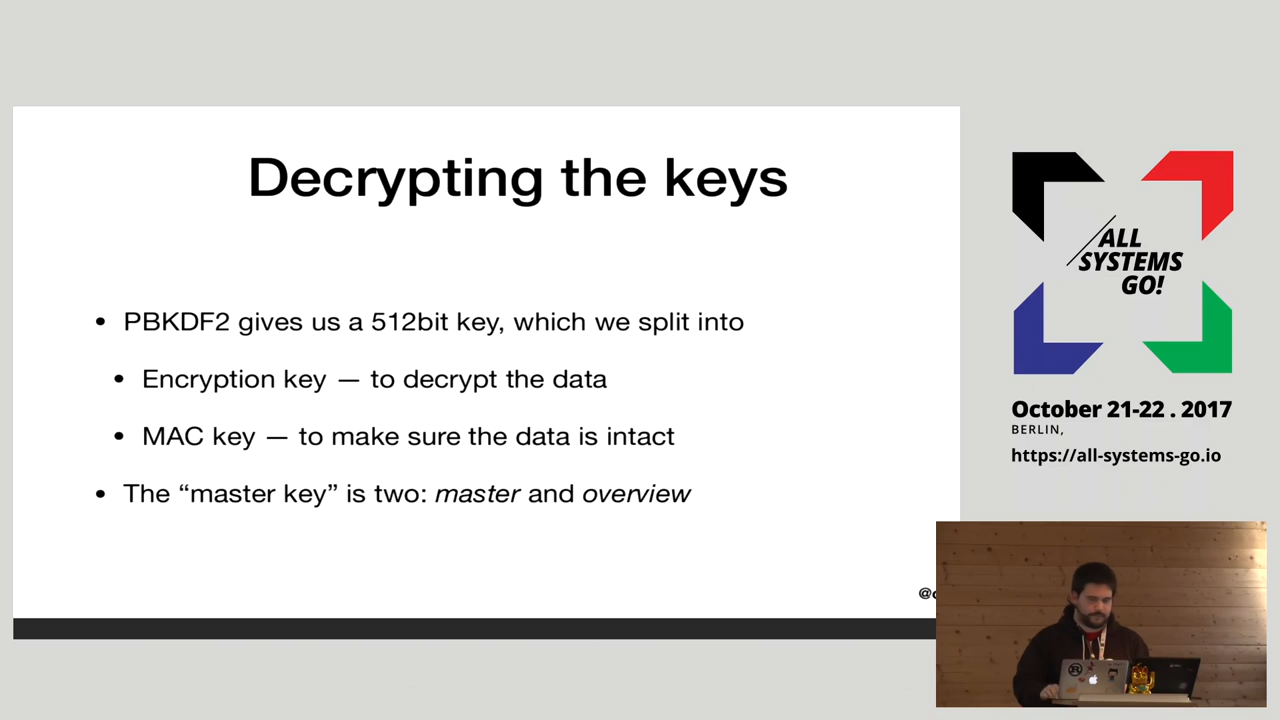 Decrypting the keys
• PBKDF2 gives us a 512bit key, which we split into
• Encryption key — to decrypt the data
• MAC key — to make sure the data is intact
• The “master key” is two: master and overview
ALL
SYSTEMS
GO!
October 21-22 . 2017
BERLIN,
https://all-systems-go.io